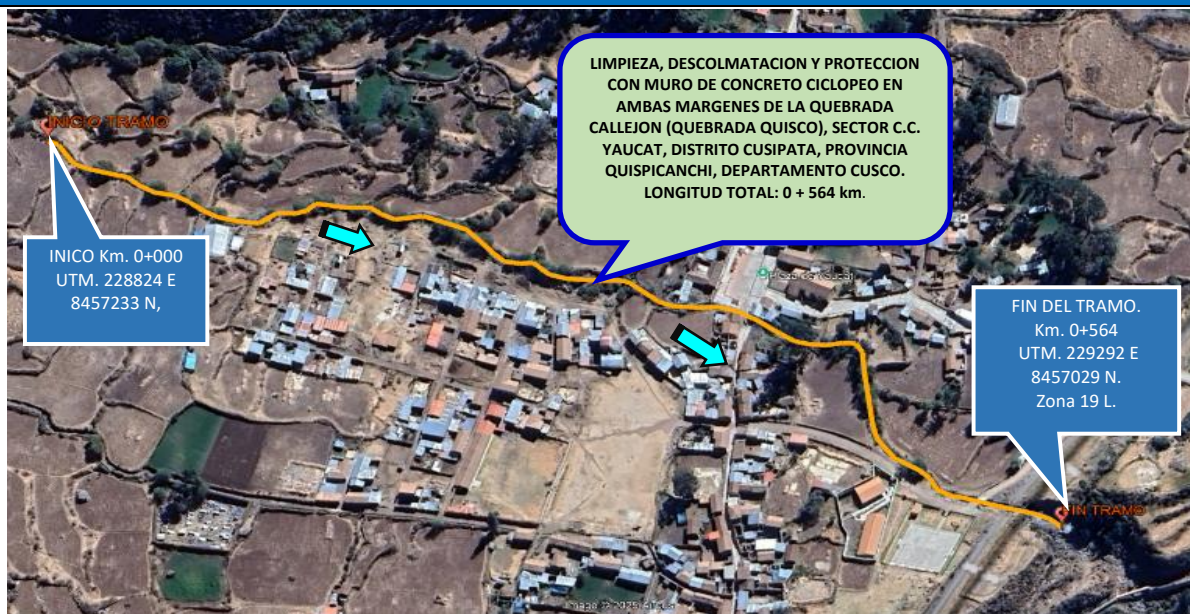 LIMPIEZA, DESCOLMATACION Y PROTECCION
CON MURO DE CONCRETO CICLOPEO EN
AMBAS MARGENES DE LA QUEBRADA
CALLEJON (QUEBRADA QUISCO), SECTOR C.C.
YAUCAT, DISTRITO CUSIPATA, PROVINCIA
QUISPICANCHI, DEPARTAMENTO CUSCO.
LONGITUD TOTAL: 0 + 564 km.
INICIO TRAMO
INICO Km. 0+000
UTM. 228824 E
8457233 N,
FIN DEL TRAMO.
Km. 0+564
UTM. 229292 E
8457029 N.
Zona 19 L.
FIN TRAMO